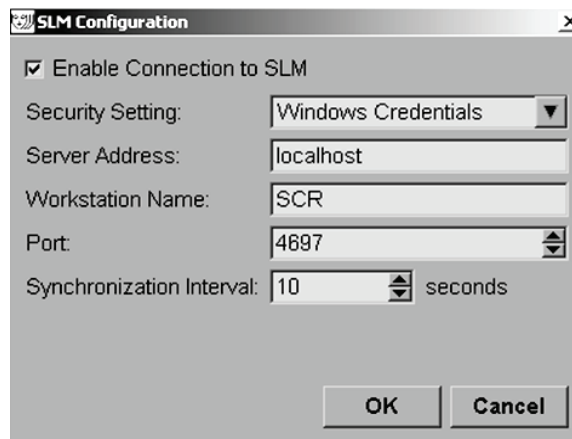 SLM Configuration
Enable Connection to SLM
Security Setting: Windows Credentials
Server Address: localhost
Workstation Name: SCR
Port: 4697
Synchronization Interval: 10 seconds
OK Cancel